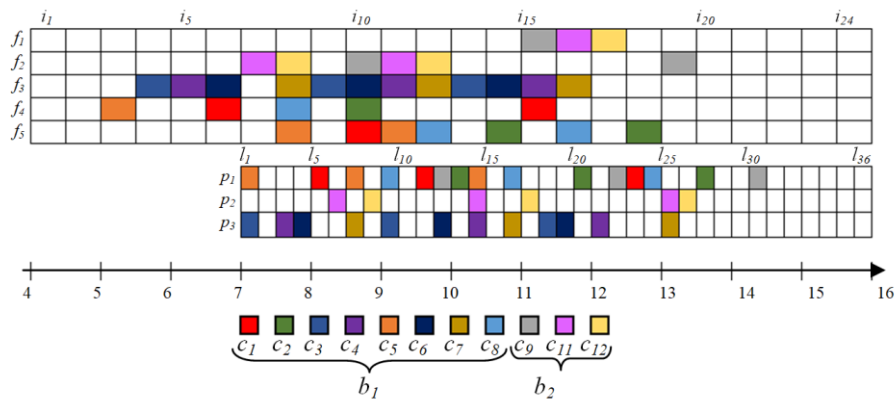 i1 i5 i10 i15 i20 i24
f1
f2
f3
f4
f5
l1 l5 l10 l15 l20 l25 l30 l36
p1
p2
p3
4 5 6 7 8 9 10 11 12 13 14 15 16
c1 c2 c3 c4 c5 c6 c7 c8 c9 c11 c12
b1 b2